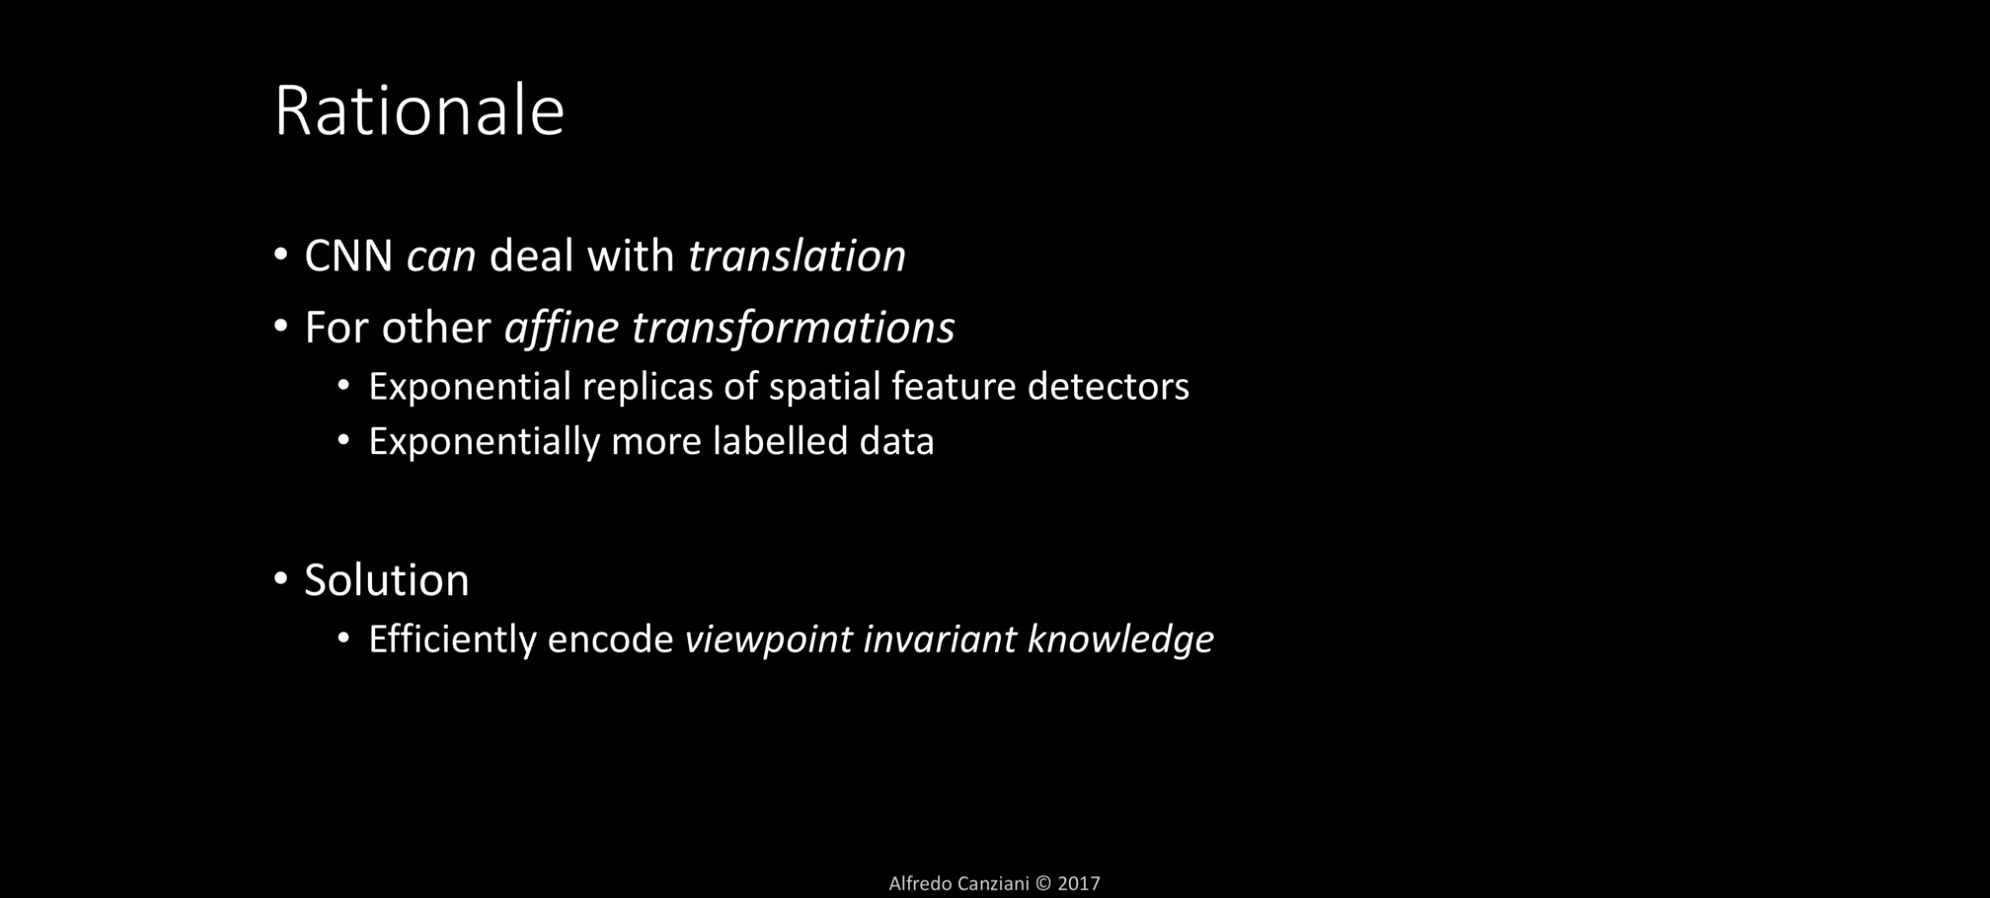 Rationale
• CNN can deal with translation
• For other affine transformations
• Exponential replicas of spatial feature detectors
• Exponentially more labelled data
• Solution
• Efficiently encode viewpoint invariant knowledge
Alfredo Canziani © 2017